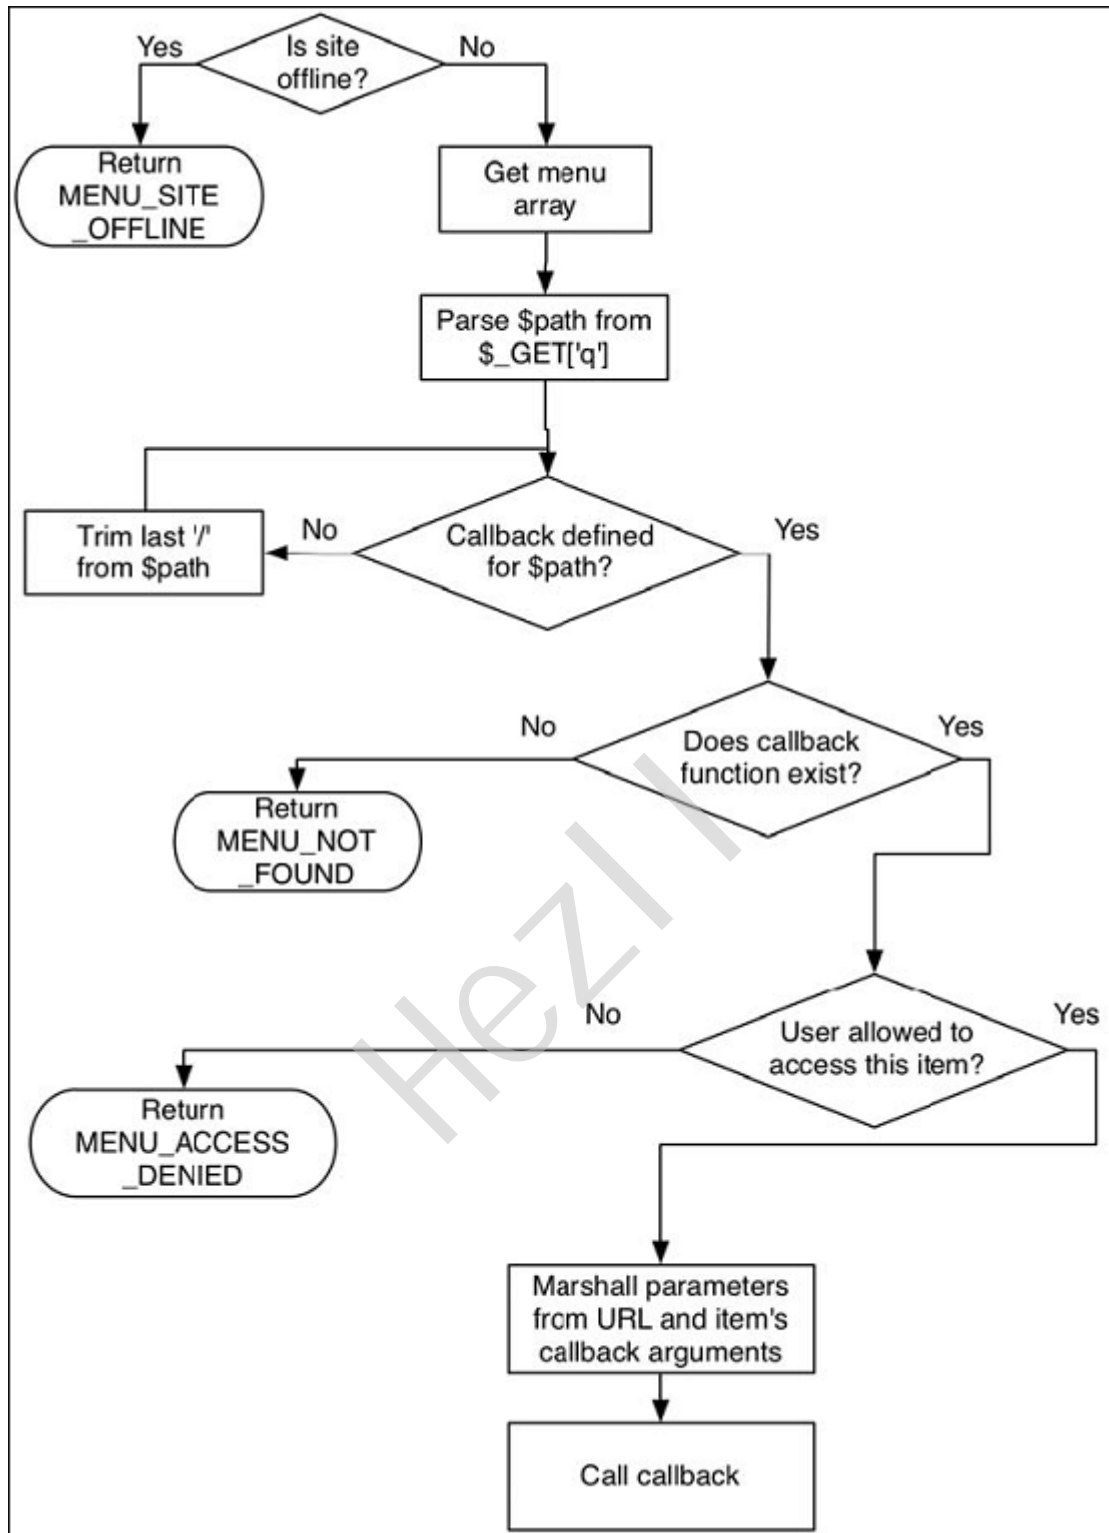 Yes
Is site
offline?
No
Return
MENU_SITE
_OFFLINE
Get menu
array
Parse $path from
$_GET['q']
Trim last '/'
from $path
No
Callback defined
for $path?
Yes
No
Does callback
function exist?
Yes
Return
MENU_NOT
_FOUND
No
User allowed to
access this item?
Yes
Return
MENU_ACCESS
_DENIED
Marshall parameters
from URL and item's
callback arguments
Call callback